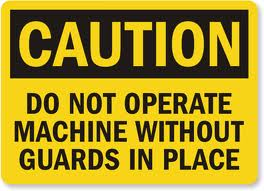 CAUTION
DO NOT OPERATE
MACHINE WITHOUT
GUARDS IN PLACE